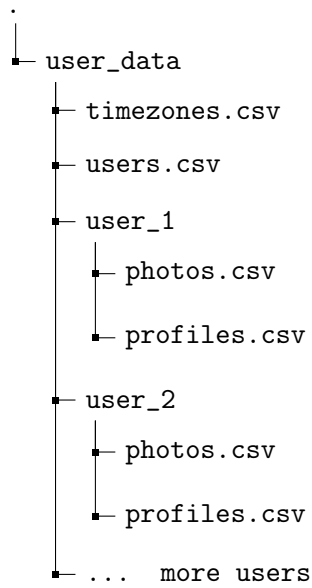 .
user_data
timezones.csv
users.csv
user_1
photos.csv
profiles.csv
user_2
photos.csv
profiles.csv
... more users